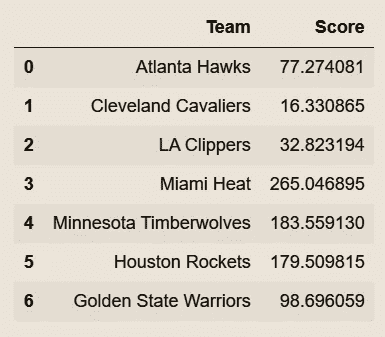 Team Score
0 Atlanta Hawks 77.274081
1 Cleveland Cavaliers 16.330865
2 LA Clippers 32.823194
3 Miami Heat 265.046895
4 Minnesota Timberwolves 183.559130
5 Houston Rockets 179.509815
6 Golden State Warriors 98.696059